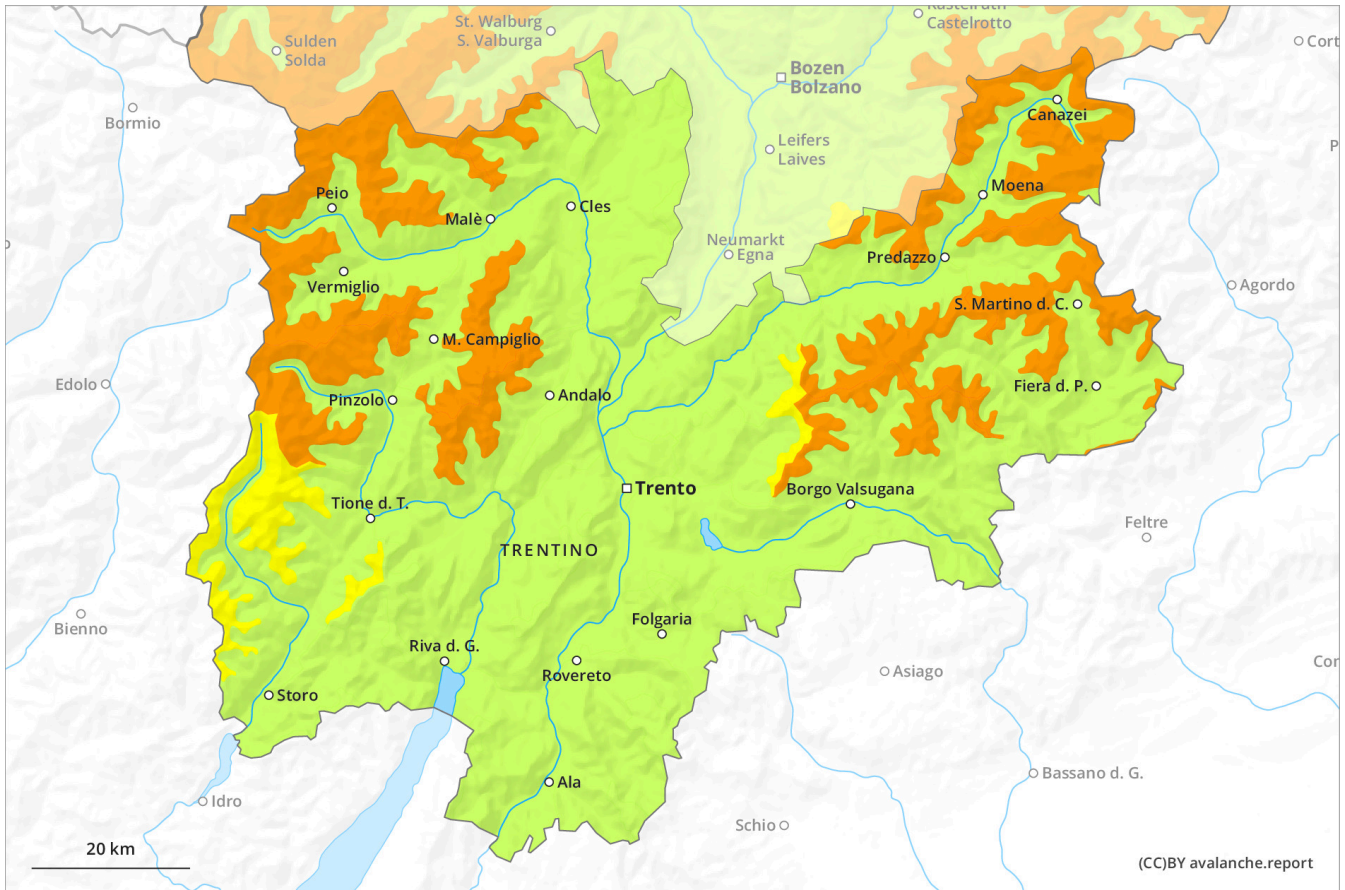 Kastelruth
Castelrotto
St. Walburg
S. Valburga
Sulden
Solda
Cort
Bozen
Bolzano
Bormio
Canazei
Leifers
Laives
P
Peio
Moena
Malè
Cles
Neumarkt
Egna
Predazzo
Vermiglio
Agordo
S. Martino d. C.
M. Campiglio
Edolo
Fiera d. P.
Andalo
Pinzolo
Trento
Borgo Valsugana
Tione d. T.
Feltre
TRENTINO
Bienno
Folgaria
Riva d. G.
Cor
Rovereto
Asiago
Storo
Bassano d. G.
Ala
Idro
Schio
20 km
(CC)BY avalanche.report